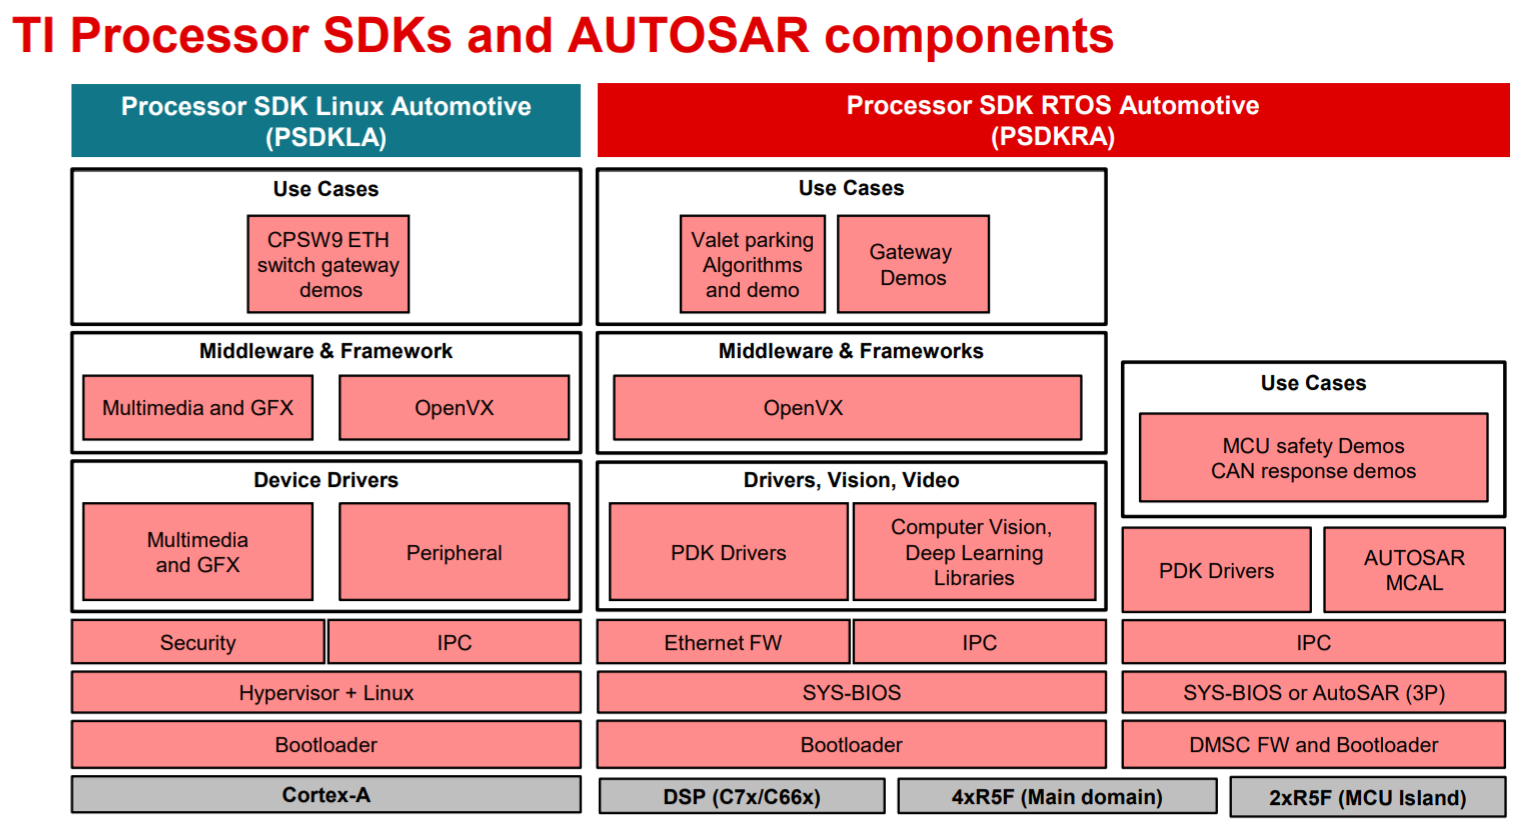 TI Processor SDKs and AUTOSAR components
Processor SDK Linux Automotive
(PSDKLA)
Use Cases
CPSW9 ETH
switch gateway
demos
Middleware & Framework
Multimedia and GFX
OpenVX
Device Drivers
Multimedia
and GFX
Peripheral
Security
IPC
Hypervisor + Linux
Bootloader
Cortex-A
Processor SDK RTOS Automotive
(PSDKRA)
Use Cases
Valet parking
Algorithms
and demo
Gateway
Demos
Middleware & Frameworks
OpenVX
Drivers, Vision, Video
PDK Drivers
Computer Vision,
Deep Learning
Libraries
Ethernet FW
IPC
SYS-BIOS
Bootloader
DSP (C7x/C66x)
4xR5F (Main domain)
Use Cases
MCU safety Demos
CAN response demos
PDK Drivers
AUTOSAR
MCAL
IPC
SYS-BIOS or AutoSAR (3P)
DMSC FW and Bootloader
2xR5F (MCU Island)